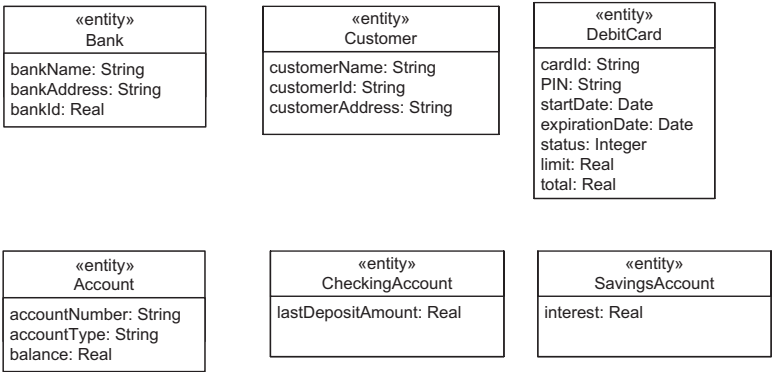 «entity»
Bank
bankName: String
bankAddress: String
bankId: Real
«entity»
Customer
customerName: String
customerId: String
customerAddress: String
«entity»
DebitCard
cardId: String
PIN: String
startDate: Date
expirationDate: Date
status: Integer
limit: Real
total: Real
«entity»
Account
accountNumber: String
accountType: String
balance: Real
«entity»
CheckingAccount
lastDepositAmount: Real
«entity»
SavingsAccount
interest: Real